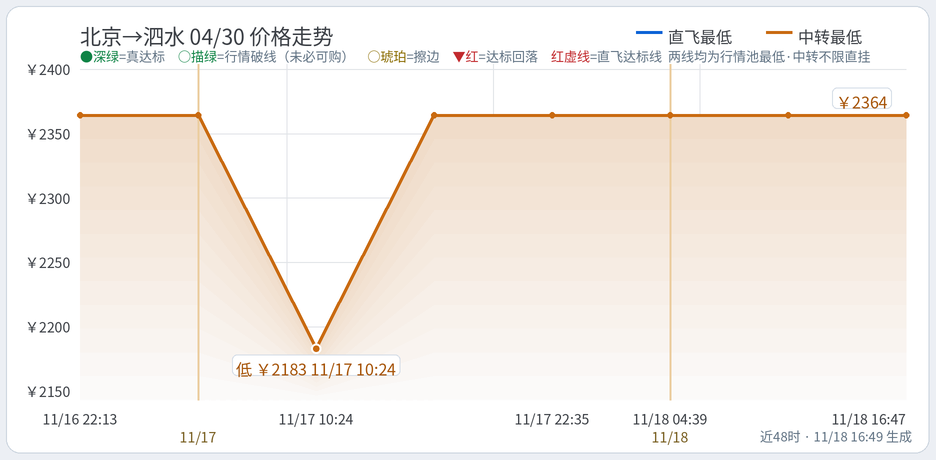 北京→泗水 04/30 价格走势
直飞最低 中转最低
●深绿=真达标 ○描绿=行情破线（未必可购） ○琥珀=擦边 ▼红=达标回落 红虚线=直飞达标线 两线均为行情池最低·中转不限直挂
￥2400
￥2364
￥2350
￥2300
￥2250
￥2200
低 ￥2183 11/17 10:24
￥2150
11/16 22:13 11/17 10:24 11/17 22:35 11/18 04:39 11/18 16:47
11/17 11/18 近48时 · 11/18 16:49 生成